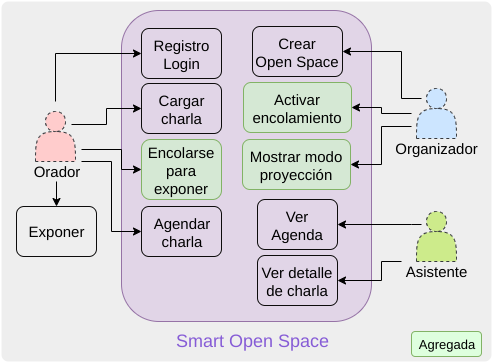 Registro
Login
Crear
Open Space
Cargar
charla
Activar
encolamiento
Orador
Organizador
Encolarse
para
exponer
Mostrar modo
proyección
Exponer
Agendar
charla
Ver
Agenda
Ver detalle
de charla
Asistente
Smart Open Space
Agregada